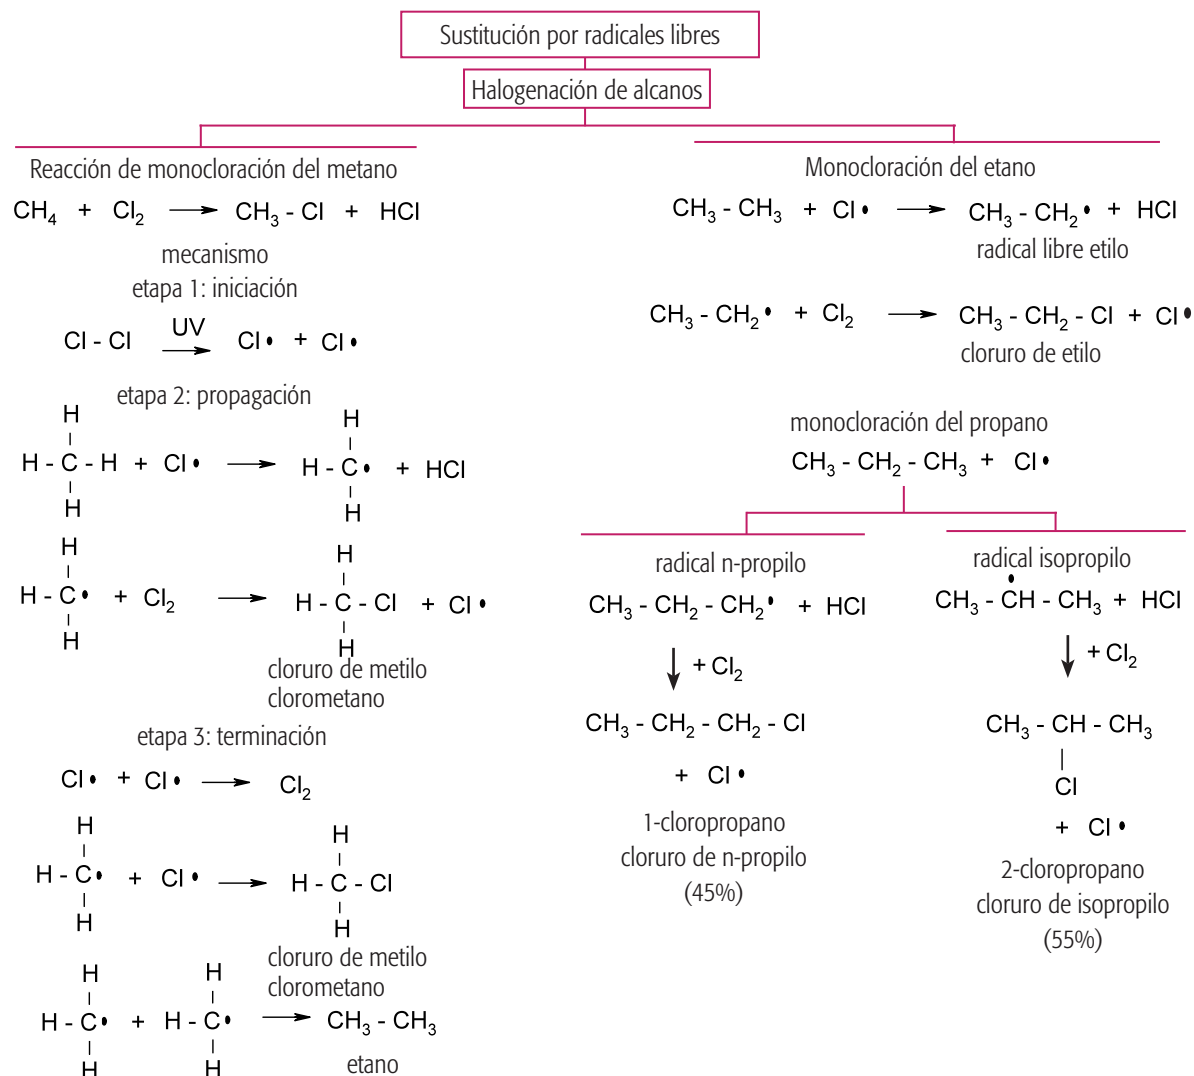 Sustitución por radicales libres
Halogenación de alcanos
Reacción de monocloración del metano
CH₄ + Cl₂ ⟶ CH₃ - Cl + HCl
mecanismo
etapa 1: iniciación
Cl - Cl ⟶ Cl• + Cl•
UV
etapa 2: propagación
H
H - C - H + Cl• ⟶ H - C• + HCl
H
H
H
H
H - C• + Cl₂ ⟶ H - C - Cl + Cl•
H
H
H
cloruro de metilo
clorometano
etapa 3: terminación
Cl• + Cl• ⟶ Cl₂
H
H
H - C• + Cl• ⟶ H - C - Cl
H
H
cloruro de metilo
clorometano
H
H
H - C• + H - C• ⟶ CH₃ - CH₃
H
H
etano
Monocloración del etano
CH₃ - CH₃ + Cl• ⟶ CH₃ - CH₂• + HCl
radical libre etilo
CH₃ - CH₂• + Cl₂ ⟶ CH₃ - CH₂ - Cl + Cl•
cloruro de etilo
monocloración del propano
CH₃ - CH₂ - CH₃ + Cl•
radical n-propilo
CH₃ - CH₂ - CH₂• + HCl
+ Cl₂
CH₃ - CH₂ - CH₂ - Cl
+ Cl•
1-cloropropano
cloruro de n-propilo
(45%)
radical isopropilo
•
CH₃ - CH - CH₃ + HCl
+ Cl₂
CH₃ - CH - CH₃
Cl
+ Cl•
2-cloropropano
cloruro de isopropilo
(55%)